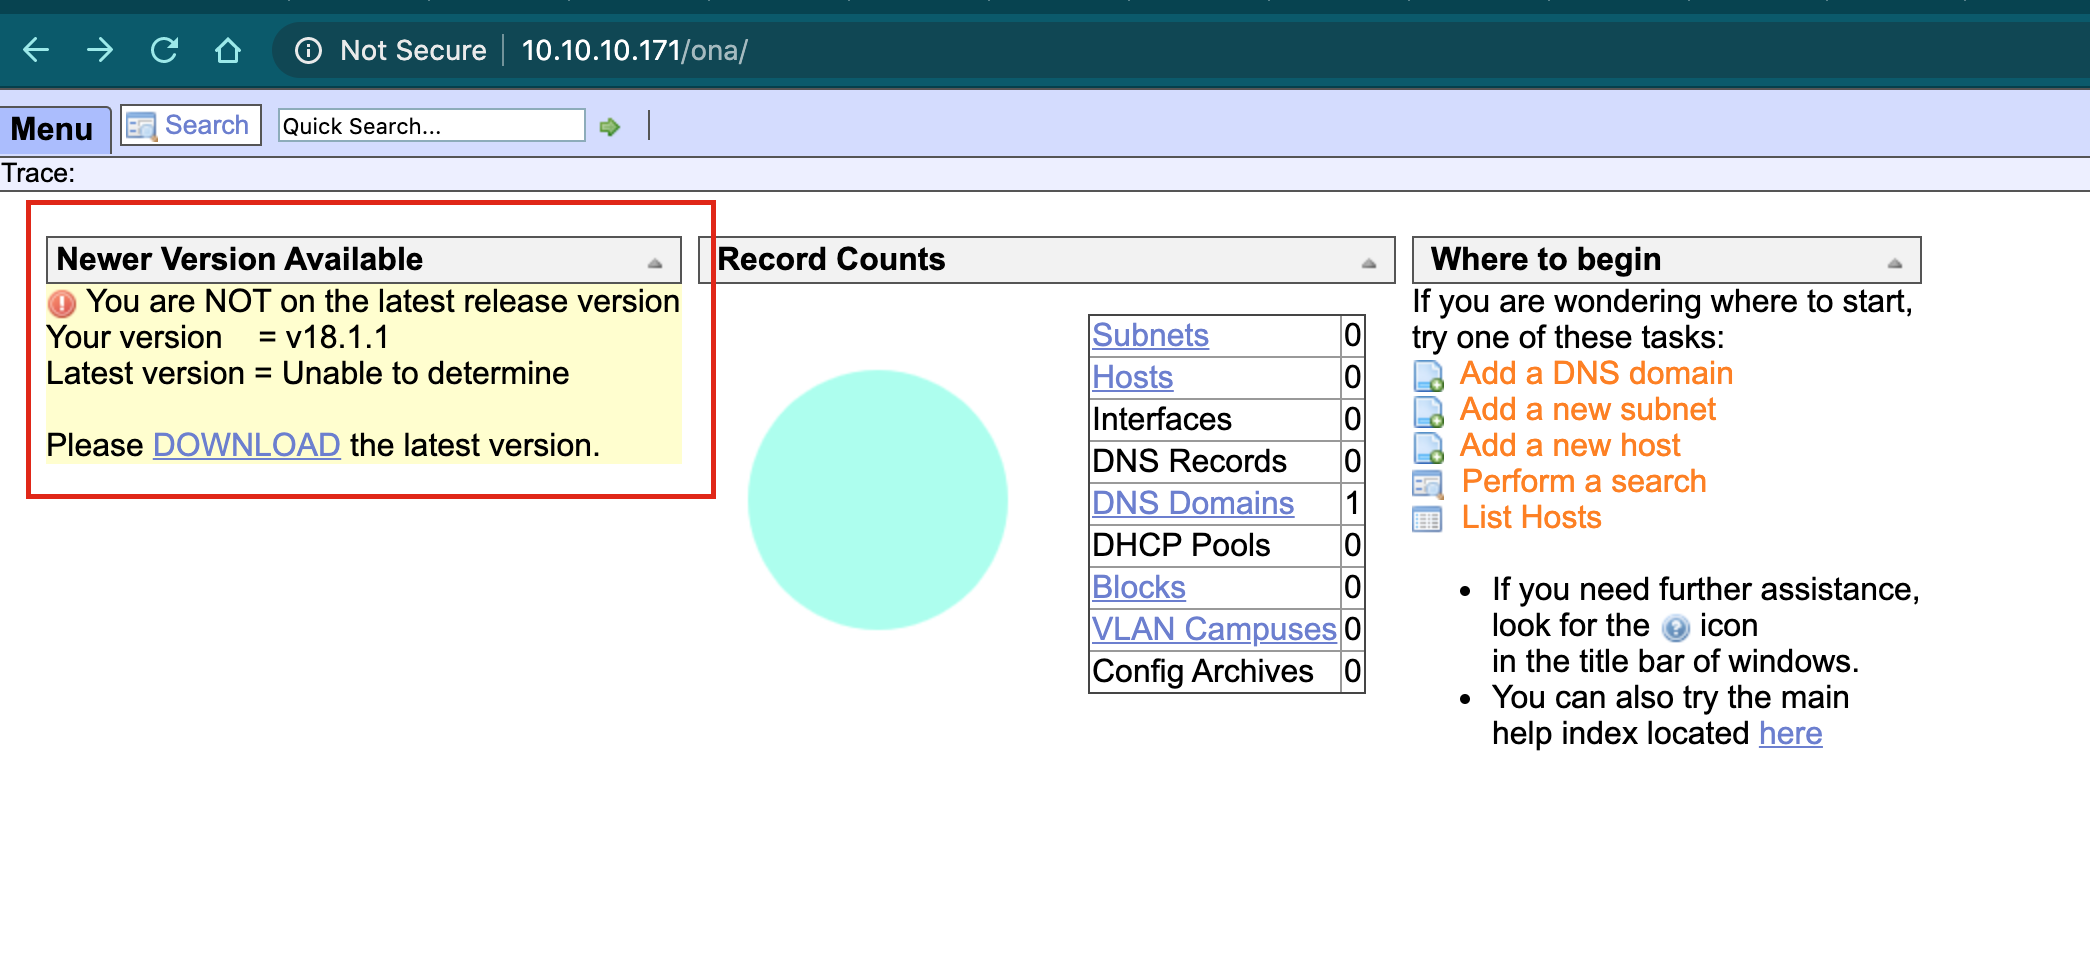 Not Secure 10.10.10.171/ona/
Menu Search Quick Search...
Trace:
Newer Version Available
You are NOT on the latest release version
Your version = v18.1.1
Latest version = Unable to determine
Please DOWNLOAD the latest version.
Record Counts
Subnets 0
Hosts 0
Interfaces 0
DNS Records 0
DNS Domains 1
DHCP Pools 0
Blocks 0
VLAN Campuses 0
Config Archives 0
Where to begin
If you are wondering where to start,
try one of these tasks:
Add a DNS domain
Add a new subnet
Add a new host
Perform a search
List Hosts
• If you need further assistance,
look for the ? icon
in the title bar of windows.
• You can also try the main
help index located here